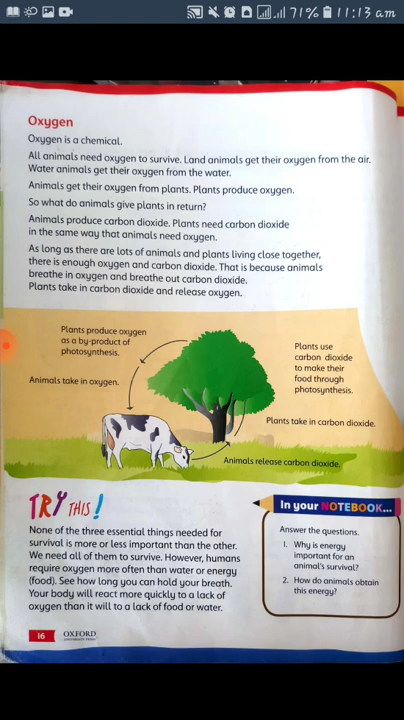 71% 11:13 am
Oxygen
Oxygen is a chemical.
All animals need oxygen to survive. Land animals get their oxygen from the air.
Water animals get their oxygen from the water.
Animals get their oxygen from plants. Plants produce oxygen.
So what do animals give plants in return?
Animals produce carbon dioxide. Plants need carbon dioxide
in the same way that animals need oxygen.
As long as there are lots of animals and plants living close together,
there is enough oxygen and carbon dioxide. That is because animals
breathe in oxygen and breathe out carbon dioxide.
Plants take in carbon dioxide and release oxygen.
Plants produce oxygen
as a by-product of
photosynthesis.
Animals take in oxygen.
Plants use
carbon dioxide
to make their
food through
photosynthesis.
Plants take in carbon dioxide.
Animals release carbon dioxide.
TRY THIS!
None of the three essential things needed for
survival is more or less important than the other.
We need all of them to survive. However, humans
require oxygen more often than water or energy
(food). See how long you can hold your breath.
Your body will react more quickly to a lack of
oxygen than it will to a lack of food or water.
In your NOTEBOOK...
Answer the questions.
1. Why is energy
important for an
animal's survival?
2. How do animals obtain
this energy?
16
OXFORD
UNIVERSITY PRESS